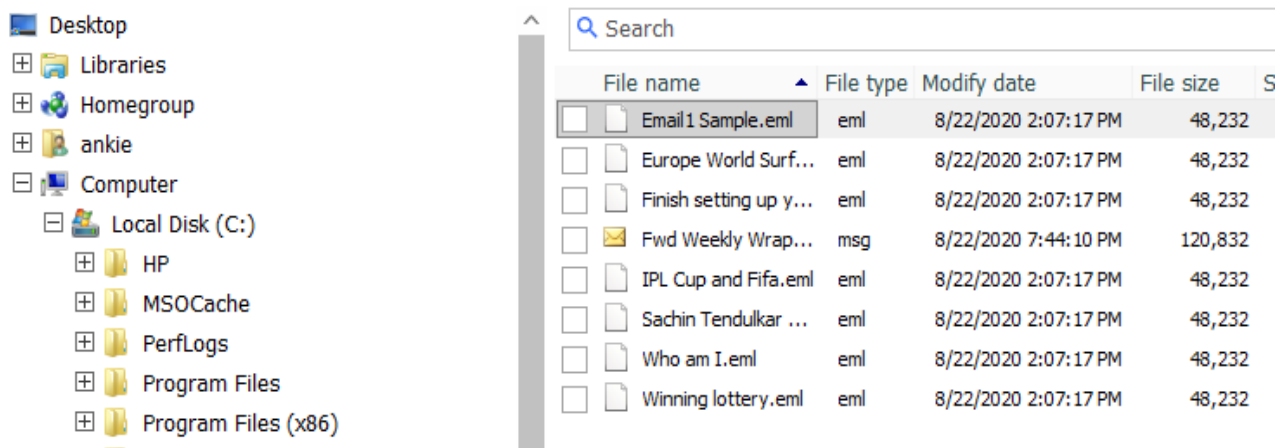 Desktop
Libraries
Homegroup
ankie
Computer
Local Disk (C:)
HP
MSOCache
PerfLogs
Program Files
Program Files (x86)
Search
File name File type Modify date File size S
Email1 Sample.eml eml 8/22/2020 2:07:17 PM 48,232
Europe World Surf... eml 8/22/2020 2:07:17 PM 48,232
Finish setting up y... eml 8/22/2020 2:07:17 PM 48,232
Fwd Weekly Wrap... msg 8/22/2020 7:44:10 PM 120,832
IPL Cup and Fifa.eml eml 8/22/2020 2:07:17 PM 48,232
Sachin Tendulkar ... eml 8/22/2020 2:07:17 PM 48,232
Who am I.eml eml 8/22/2020 2:07:17 PM 48,232
Winning lottery.eml eml 8/22/2020 2:07:17 PM 48,232